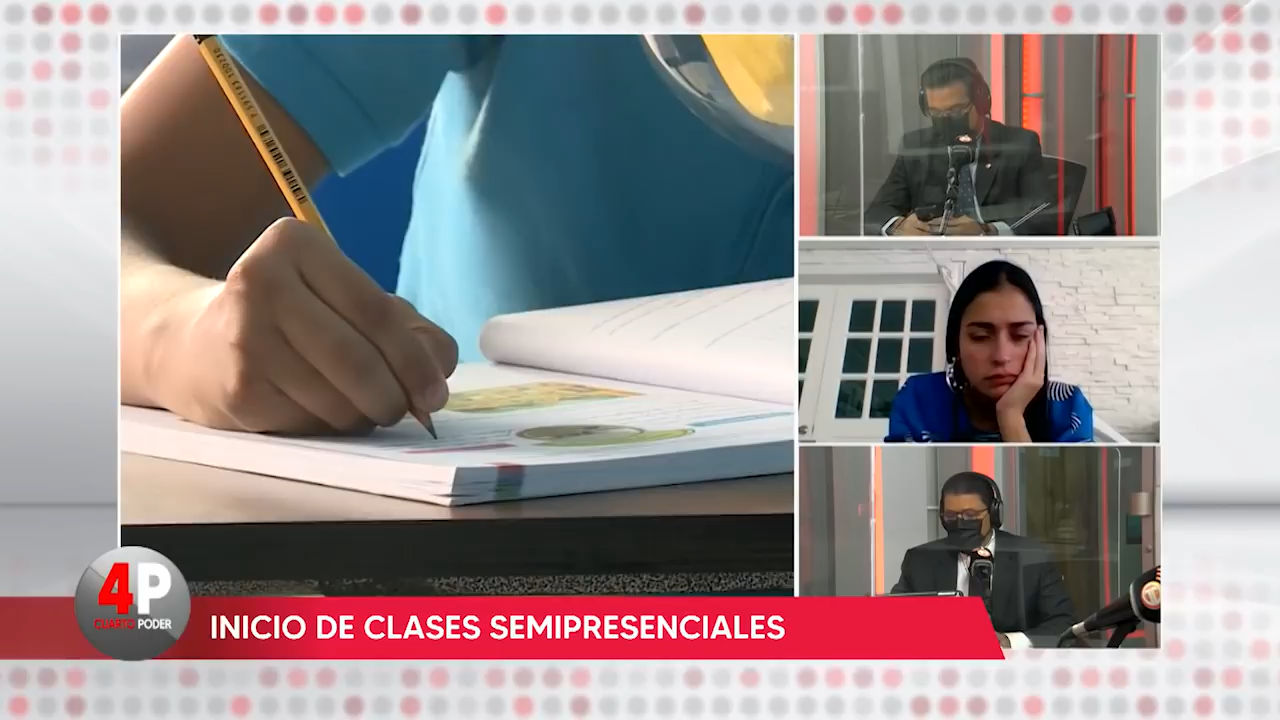 4P
CUARTO PODER
INICIO DE CLASES SEMIPRESENCIALES